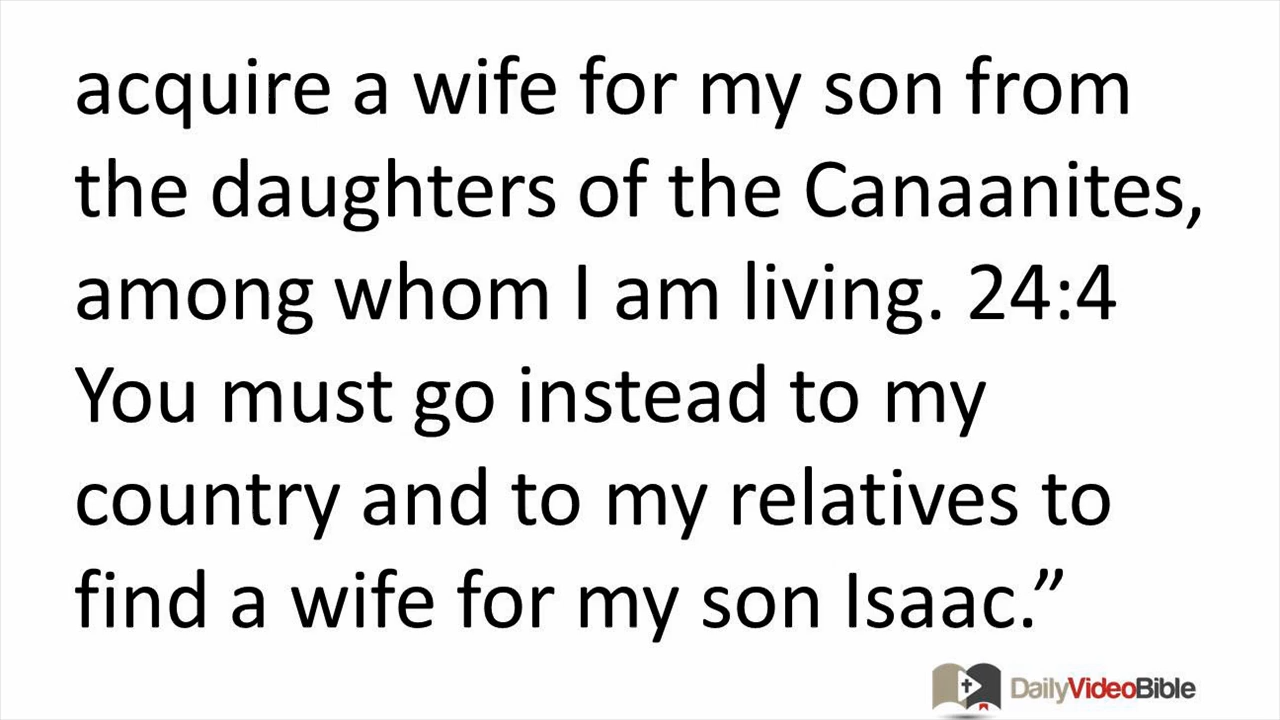 acquire a wife for my son from
the daughters of the Canaanites,
among whom I am living. 24:4
You must go instead to my
country and to my relatives to
find a wife for my son Isaac.”
DailyVideoBible